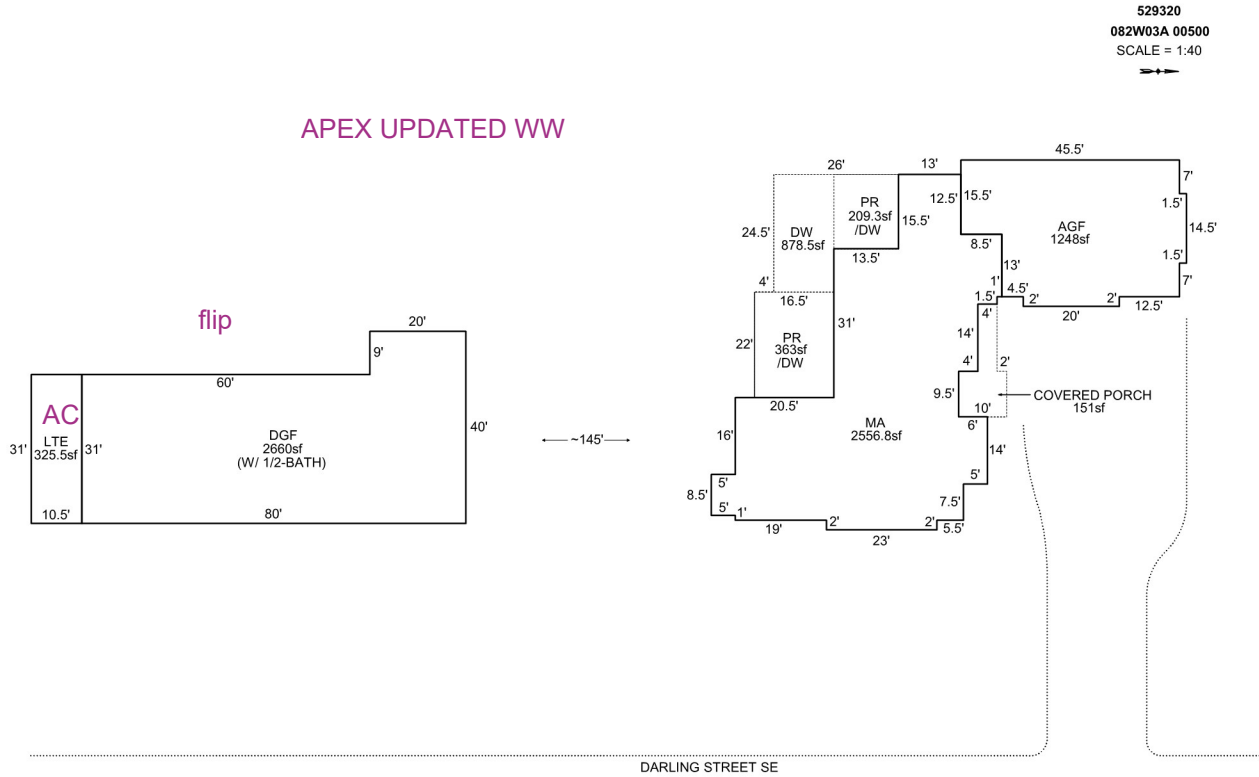 529320
082W03A 00500
SCALE = 1:40
APEX UPDATED WW
45.5'
26'
13'
7'
12.5'
15.5'
1.5'
PR
209.3sf
/DW
15.5'
24.5'
DW
878.5sf
AGF
1248sf
14.5'
8.5'
13.5'
1.5'
13'
4'
1'
7'
16.5'
1.5'
4.5'
2'
2'
12.5'
4'
20'
flip
20'
31'
14'
PR
363sf
/DW
22'
9'
4'
2'
60'
9.5'
COVERED PORCH
151sf
20.5'
10'
AC
MA
2556.8sf
6'
40'
DGF
2660sf
(W/ 1/2-BATH)
~145'
16'
31'
LTE
325.5sf
31'
14'
5'
5'
8.5'
7.5'
10.5'
80'
5'
1'
19'
2'
2'
5.5'
23'
DARLING STREET SE